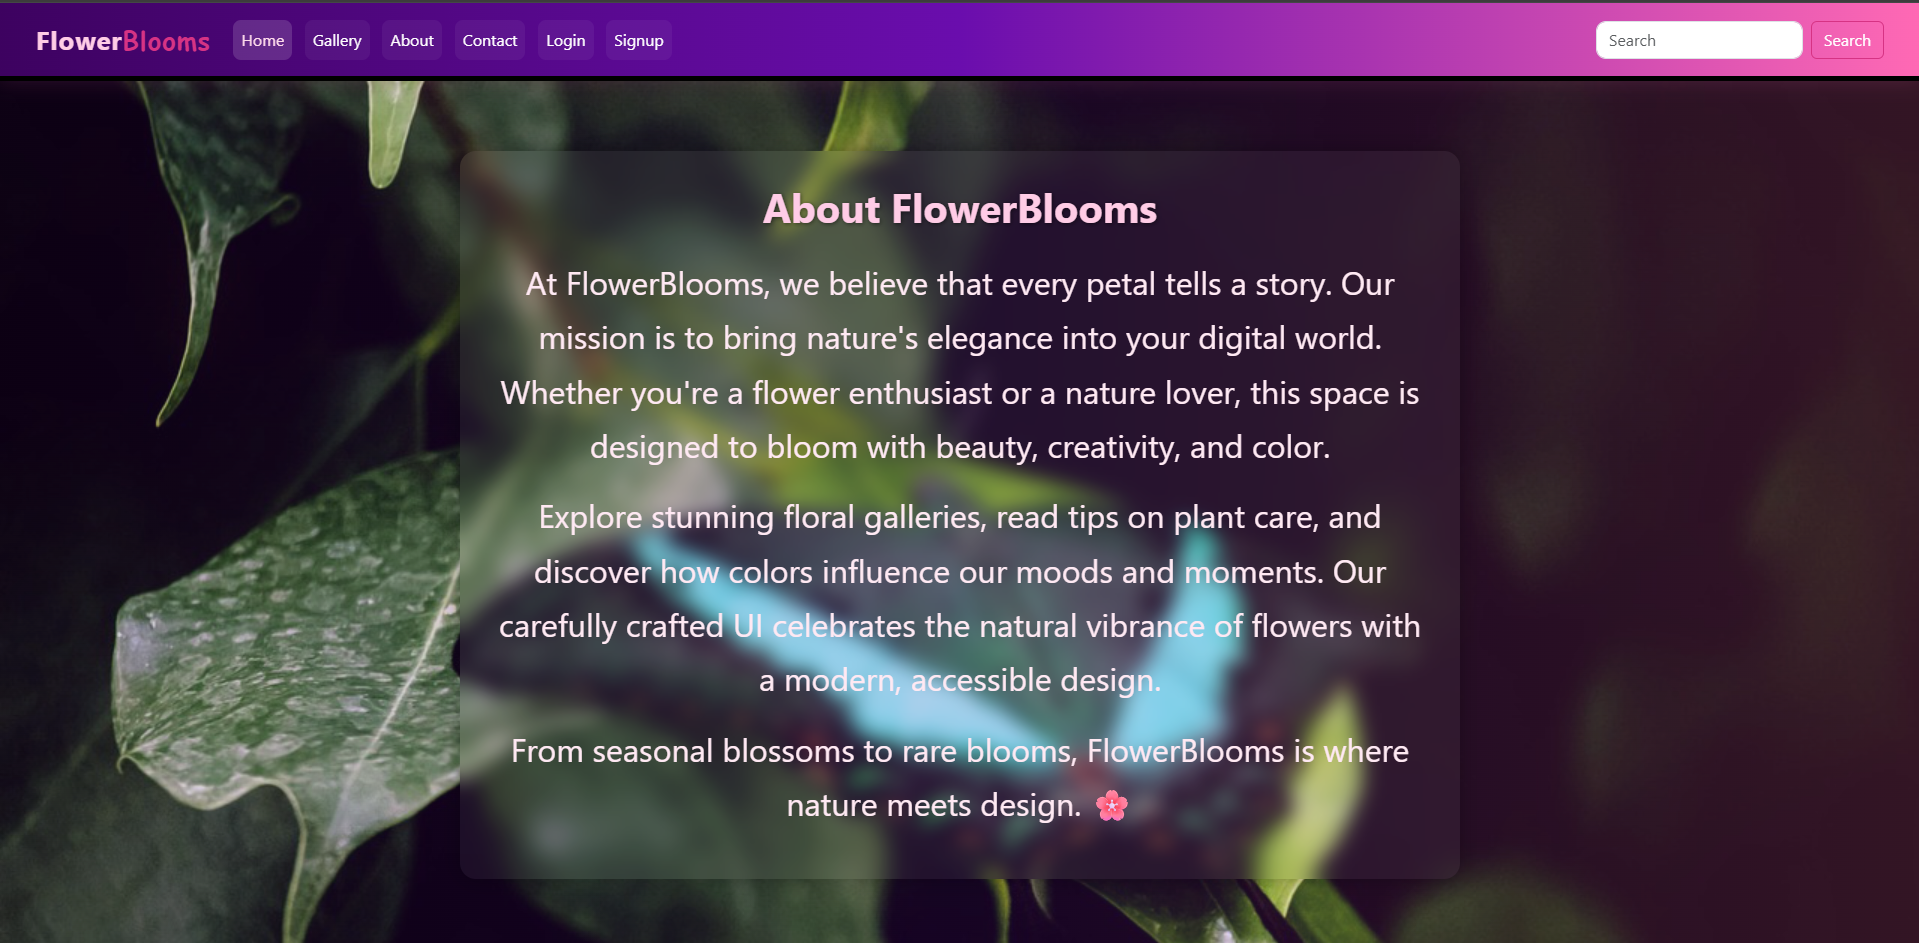 FlowerBlooms Home Gallery About Contact Login Signup Search Search
About FlowerBlooms
At FlowerBlooms, we believe that every petal tells a story. Our
mission is to bring nature's elegance into your digital world.
Whether you're a flower enthusiast or a nature lover, this space is
designed to bloom with beauty, creativity, and color.
Explore stunning floral galleries, read tips on plant care, and
discover how colors influence our moods and moments. Our
carefully crafted UI celebrates the natural vibrance of flowers with
a modern, accessible design.
From seasonal blossoms to rare blooms, FlowerBlooms is where
nature meets design. 🌸